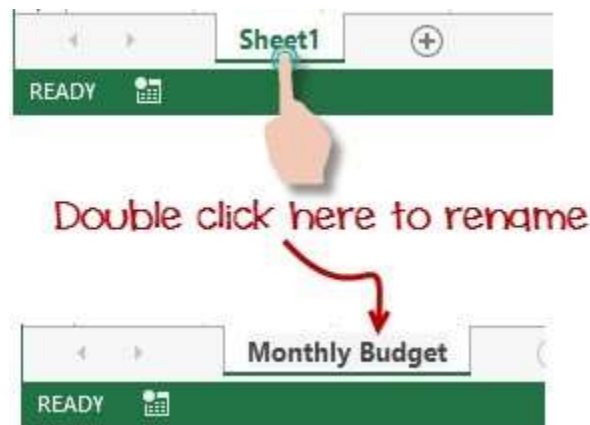 Sheet1
READY
Double click here to rename
Monthly Budget
READY